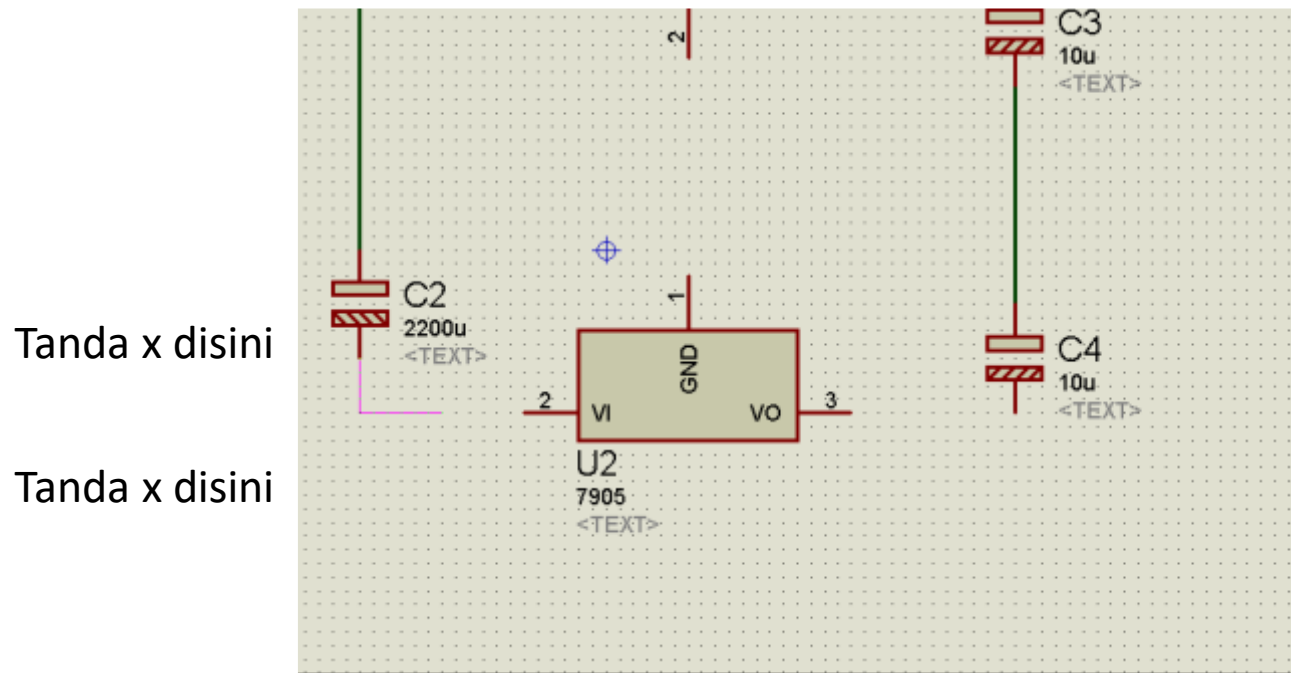 2
C3
10u
<TEXT>
C2
2200u
<TEXT>
Tanda x disini
1
GND
2
VI
VO
3
C4
10u
<TEXT>
Tanda x disini
U2
7905
<TEXT>